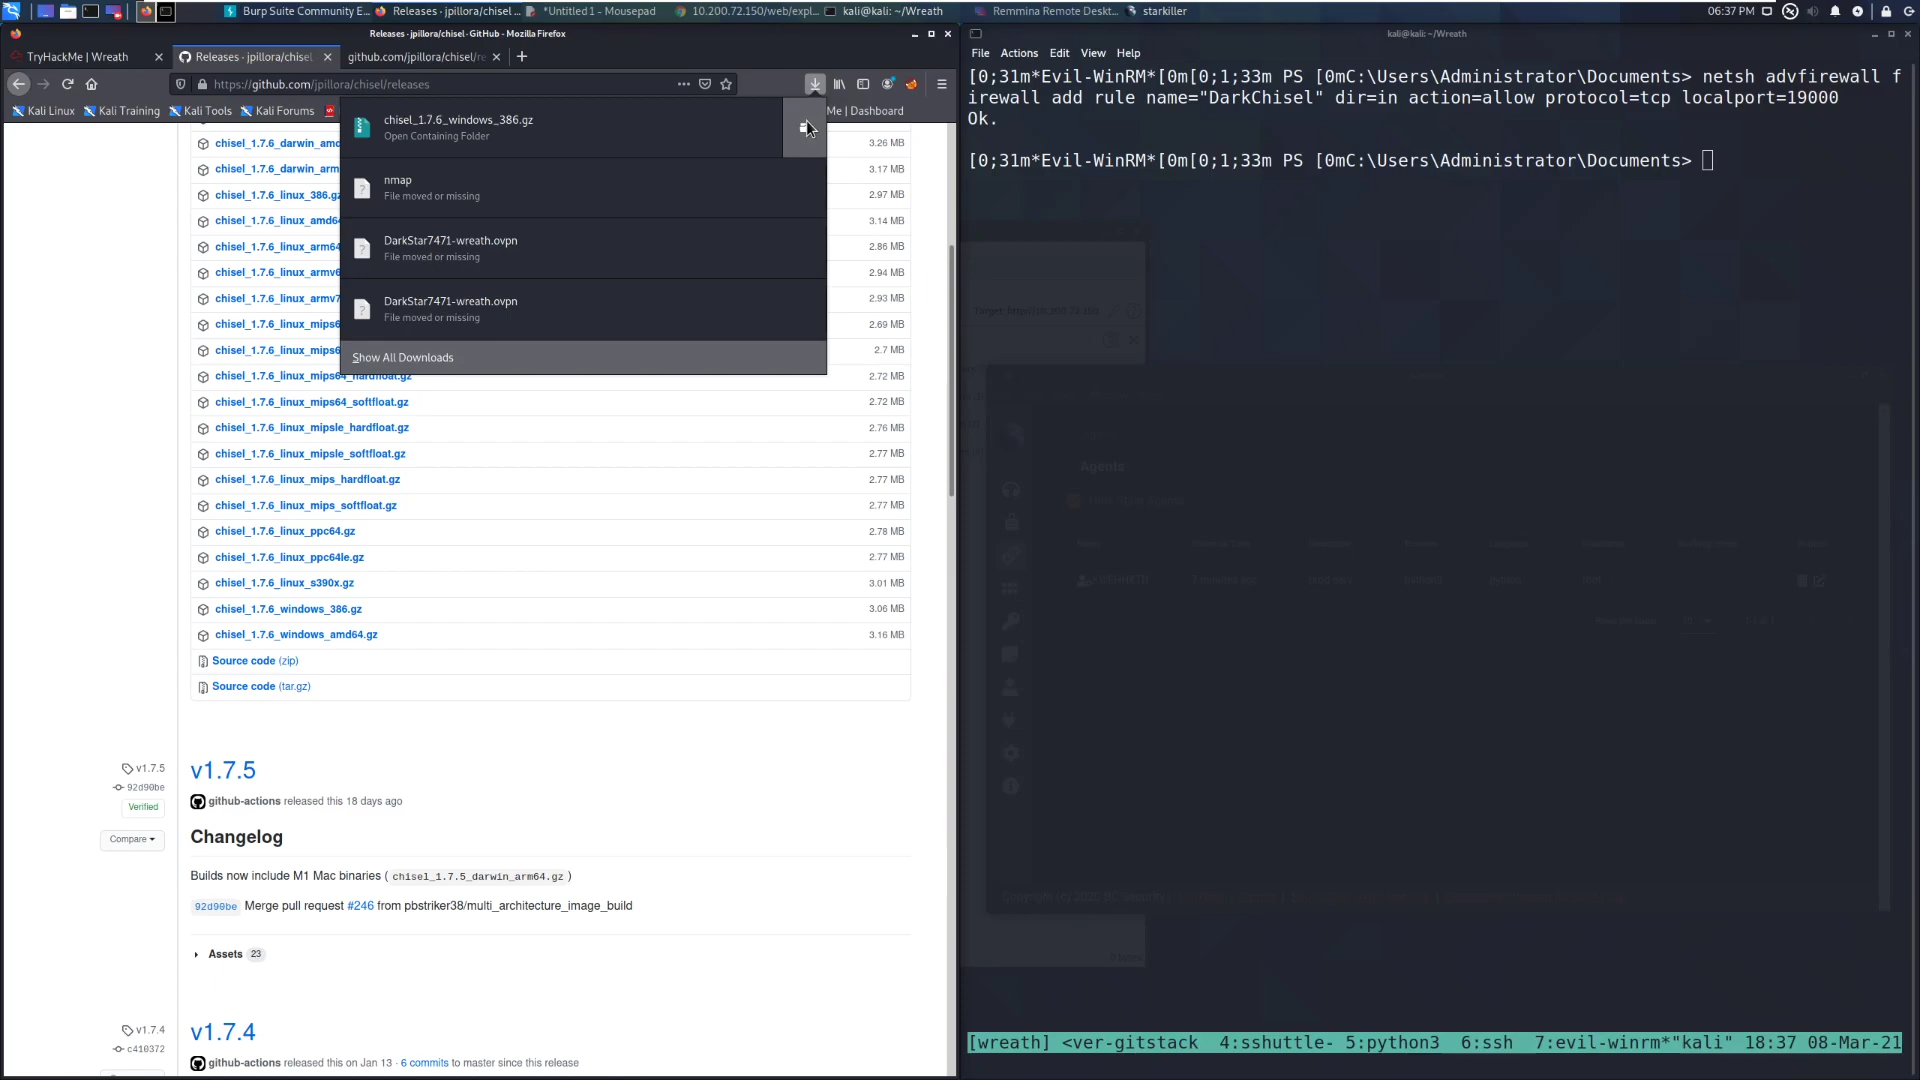 Burp Suite Community E...
Releases · jpillora/chisel ...
*Untitled 1 - Mousepad
10.200.72.150/web/expl...
kali@kali: ~/Wreath
Remmina Remote Deskt...
starkiller
06:37 PM
Releases · jpillora/chisel · GitHub - Mozilla Firefox
kali@kali:~/Wreath
TryHackMe | Wreath
Releases · jpillora/chisel
github.com/jpillora/chisel/re
File Actions Edit View Help
https://github.com/jpillora/chisel/releases
Kali Linux
Kali Training
Kali Tools
Kali Forums
Me | Dashboard
[0;31m*Evil-WinRM*[0m[0;1;33m PS [0mC:\Users\Administrator\Documents> netsh advfirewall f
irewall add rule name="DarkChisel" dir=in action=allow protocol=tcp localport=19000
Ok.
[0;31m*Evil-WinRM*[0m[0;1;33m PS [0mC:\Users\Administrator\Documents>
chisel_1.7.6_windows_386.gz
Open Containing Folder
nmap
File moved or missing
DarkStar7471-wreath.ovpn
File moved or missing
DarkStar7471-wreath.ovpn
File moved or missing
Show All Downloads
chisel_1.7.6_darwin_amd 3.26 MB
chisel_1.7.6_darwin_arm 3.17 MB
chisel_1.7.6_linux_386.gz 2.97 MB
chisel_1.7.6_linux_amd64 3.14 MB
chisel_1.7.6_linux_arm64 2.86 MB
chisel_1.7.6_linux_armv6 2.94 MB
chisel_1.7.6_linux_armv7 2.93 MB
chisel_1.7.6_linux_mips6 2.69 MB
chisel_1.7.6_linux_mips6 2.7 MB
chisel_1.7.6_linux_mips64_hardfloat.gz 2.72 MB
chisel_1.7.6_linux_mips64_softfloat.gz 2.72 MB
chisel_1.7.6_linux_mipsle_hardfloat.gz 2.76 MB
chisel_1.7.6_linux_mipsle_softfloat.gz 2.77 MB
chisel_1.7.6_linux_mips_hardfloat.gz 2.77 MB
chisel_1.7.6_linux_mips_softfloat.gz 2.77 MB
chisel_1.7.6_linux_ppc64.gz 2.78 MB
chisel_1.7.6_linux_ppc64le.gz 2.77 MB
chisel_1.7.6_linux_s390x.gz 3.01 MB
chisel_1.7.6_windows_386.gz 3.06 MB
chisel_1.7.6_windows_amd64.gz 3.16 MB
Source code (zip)
Source code (tar.gz)
Agents
v1.7.5
92d90be
Verified
Compare
v1.7.5
github-actions released this 18 days ago
Changelog
Builds now include M1 Mac binaries ( chisel_1.7.5_darwin_arm64.gz )
92d90be Merge pull request #246 from pbstriker38/multi_architecture_image_build
Assets 23
v1.7.4
c410372
v1.7.4
github-actions released this on Jan 13 · 6 commits to master since this release
[wreath] <ver-gitstack 4:sshuttle- 5:python3 6:ssh 7:evil-winrm*"kali" 18:37 08-Mar-21